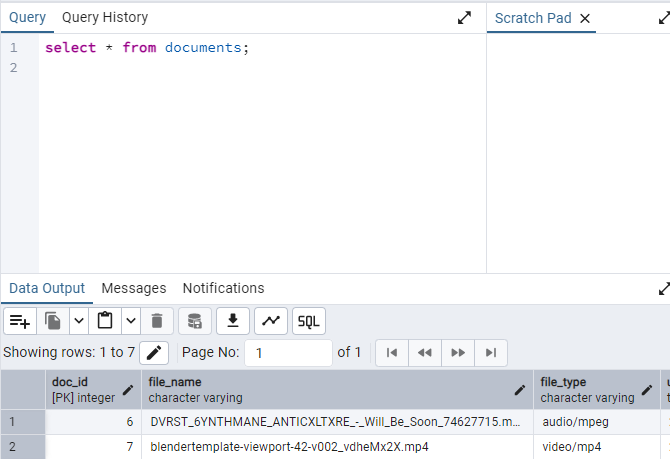 Query Query History Scratch Pad
1 select * from documents;
2
Data Output Messages Notifications
SQL
Showing rows: 1 to 7 Page No: 1 of 1
doc_id file_name file_type
[PK] integer character varying character varying
1 6 DVRST_6YNTHMANE_ANTICXLTXRE_-_Will_Be_Soon_74627715.m... audio/mpeg
2 7 blendertemplate-viewport-42-v002_vdheMx2X.mp4 video/mp4